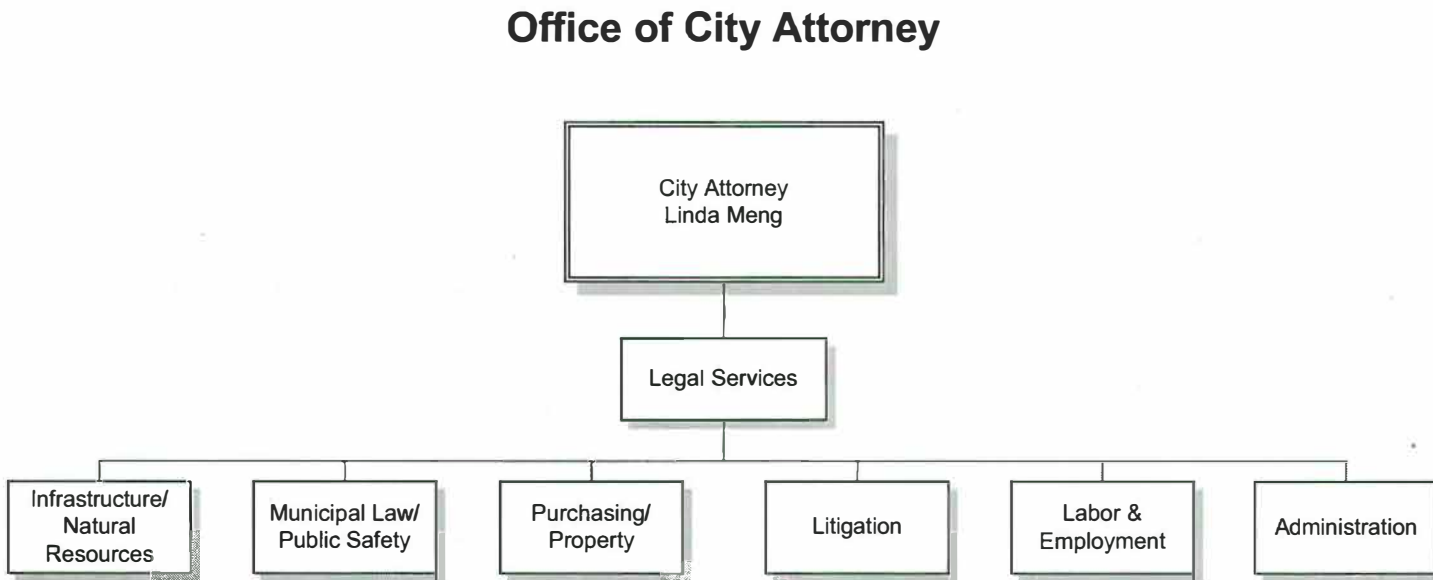 Office of City Attorney
City Attorney
Linda Meng
Legal Services
Infrastructure/
Natural
Resources
Municipal Law/
Public Safety
Purchasing/
Property
Litigation
Labor &
Employment
Administration